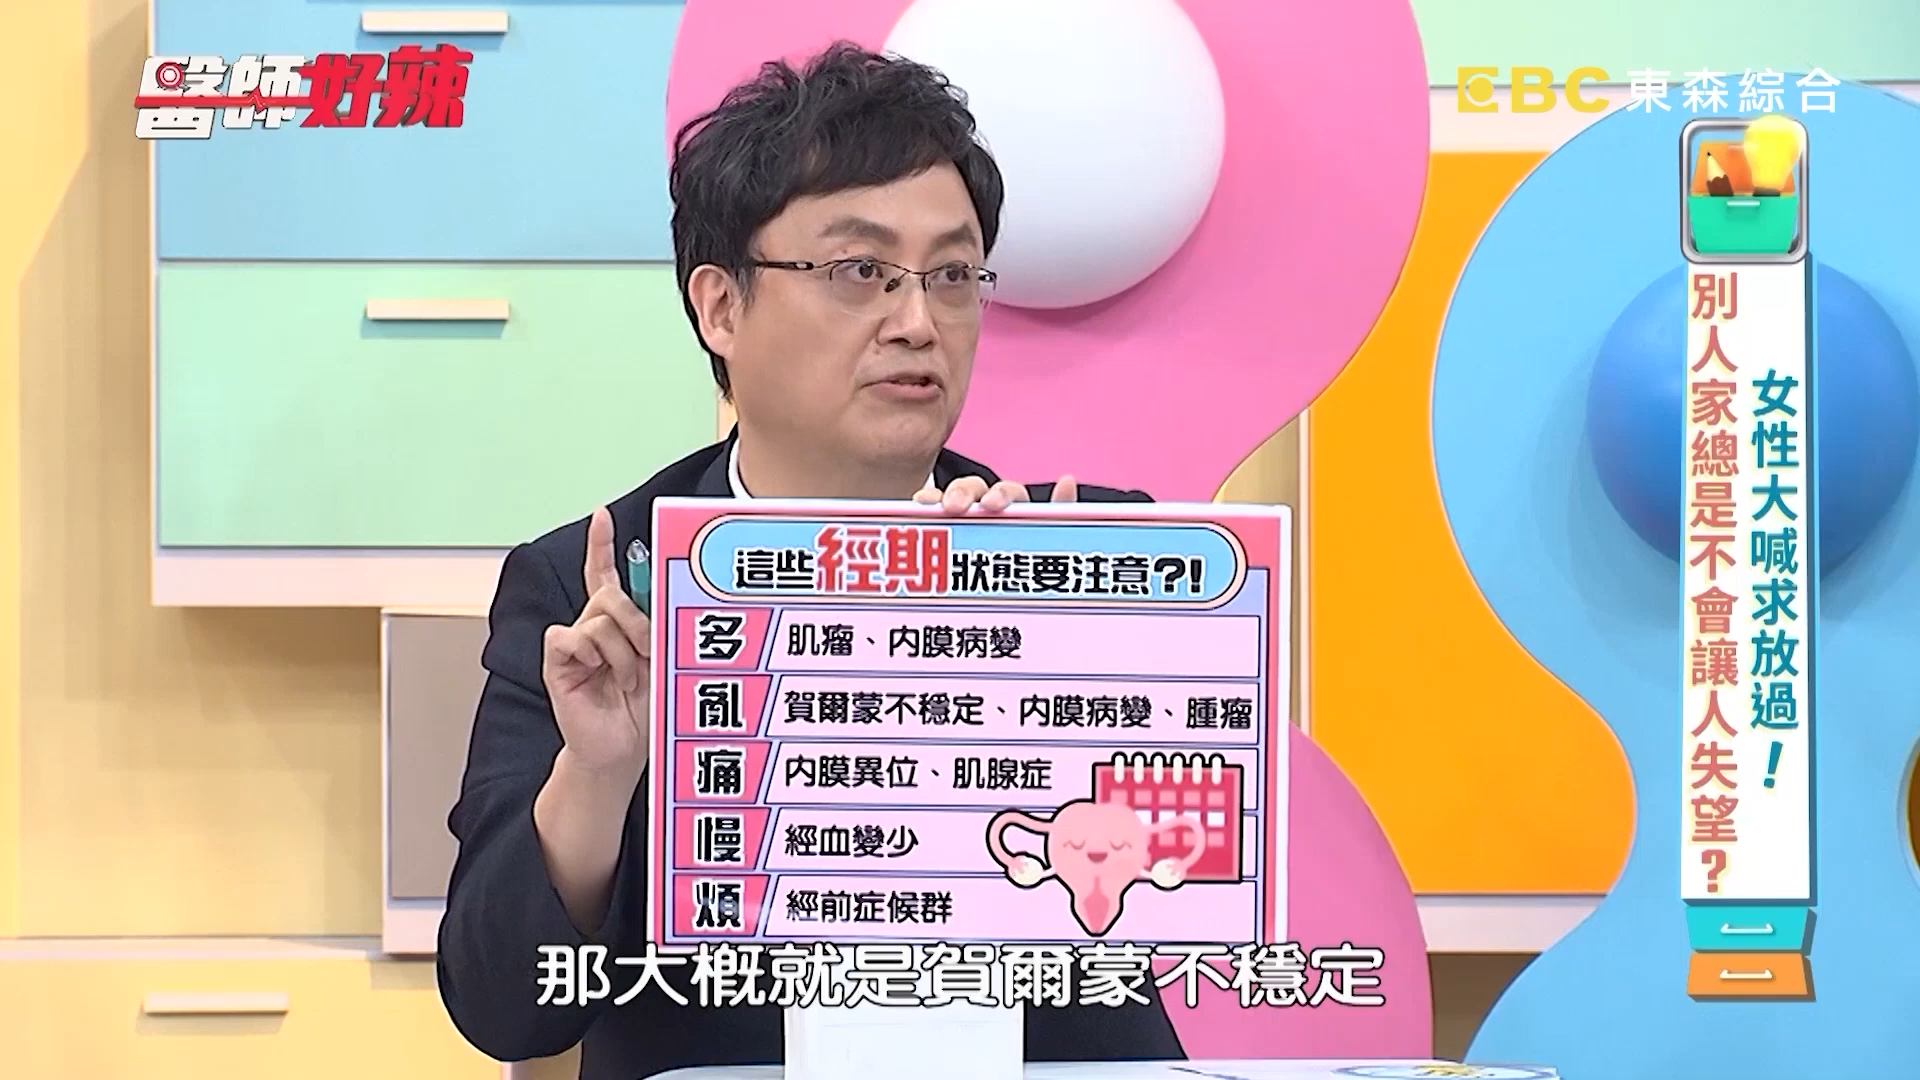 醫師好辣
EBC 東森綜合
女性大喊求放過！
別人家總是不會讓人失望？
這些經期狀態要注意？！
多 肌瘤、內膜病變
亂 賀爾蒙不穩定、內膜病變、腫瘤
痛 內膜異位、肌腺症
慢 經血變少
煩 經前症候群
那大概就是賀爾蒙不穩定